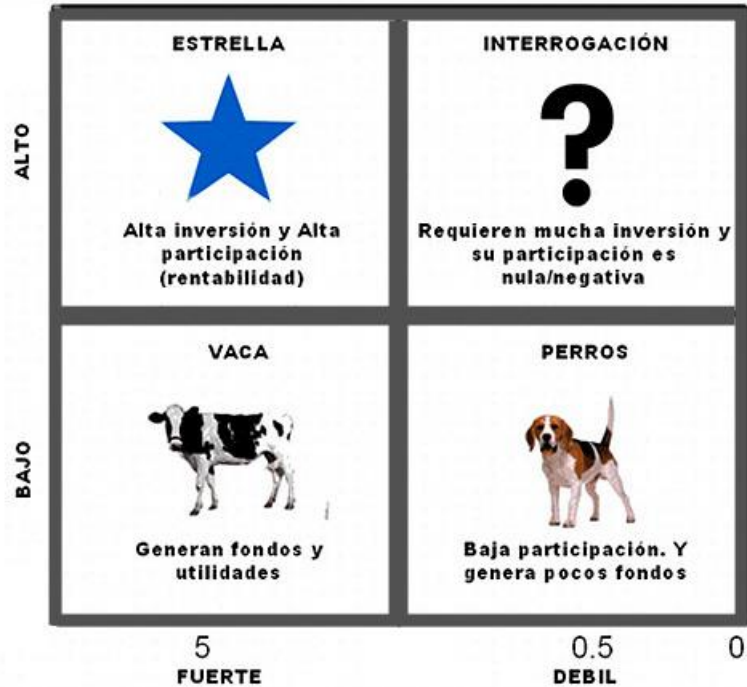 ESTRELLA
INTERROGACIÓN
?
Alta inversión y Alta
participación
(rentabilidad)
Requieren mucha inversión y
su participación es
nula/negativa
ALTO
VACA
PERROS
Generan fondos y
utilidades
Baja participación. Y
genera pocos fondos
BAJO
5
0.5
0
FUERTE
DEBIL